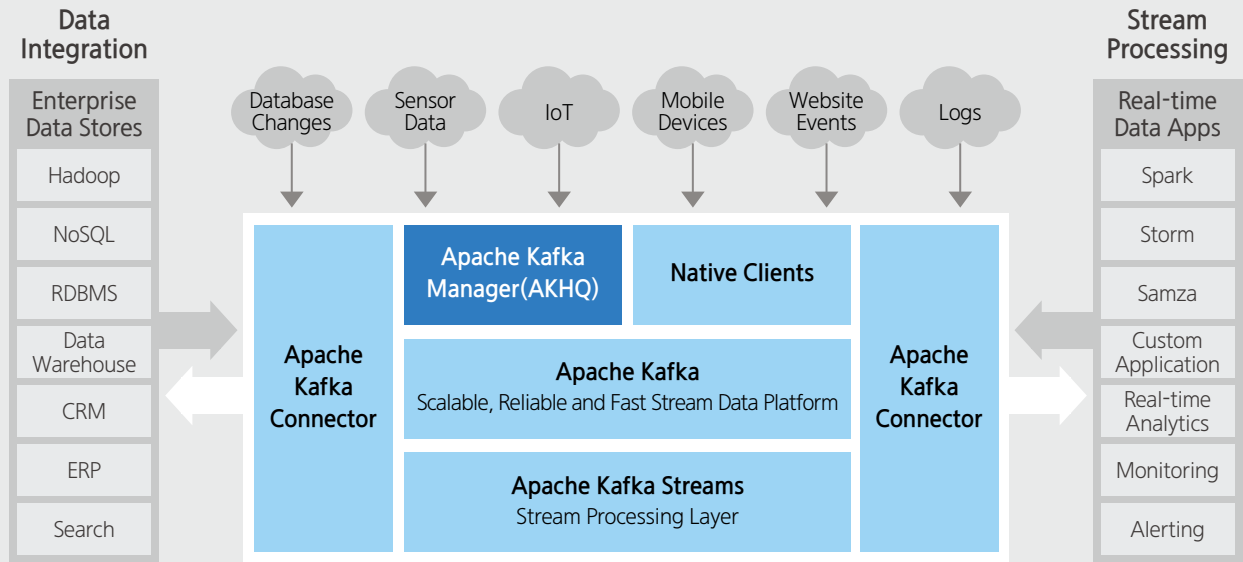 Data
Integration
Enterprise
Data Stores
Hadoop
NoSQL
RDBMS
Data
Warehouse
CRM
ERP
Search
Database
Changes
Sensor
Data
IoT
Mobile
Devices
Website
Events
Logs
Apache
Kafka
Connector
Apache Kafka
Manager(AKHQ)
Native Clients
Apache Kafka
Scalable, Reliable and Fast Stream Data Platform
Apache Kafka Streams
Stream Processing Layer
Apache
Kafka
Connector
Stream
Processing
Real-time
Data Apps
Spark
Storm
Samza
Custom
Application
Real-time
Analytics
Monitoring
Alerting